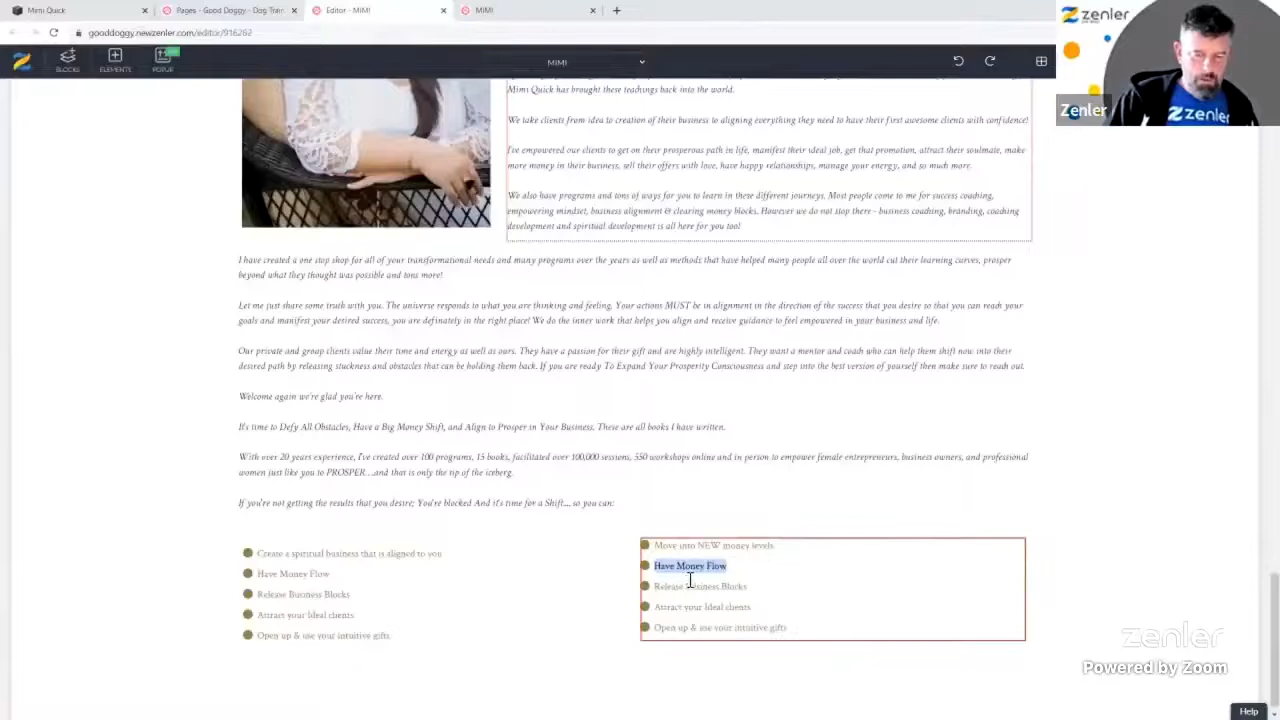 Mimi Quick
Pages - Good Doggy - Dog Train
Editor - MIMI
MIMI
gooddoggy.newzenler.com/editor/916262
BLOCKS
ELEMENTS
POPUP
MIMI
zenler
Zenler
zenler
Mimi Quick has brought these teachings back into the world.
We take clients from idea to creation of their business to aligning everything they need to have their first awesome clients with confidence!
I've empowered our clients to get on their prosperous path in life, manifest their ideal job, get that promotion, attract their soulmate, make
more money in their business, sell their offers with love, have happy relationships, manage your energy, and so much more.
We also have programs and tons of ways for you to learn in these different journeys. Most people come to me for success coaching,
empowering mindset, business alignment & clearing money blocks. However we do not stop there - business coaching, branding, coaching
development and spiritual development is all here for you too!
I have created a one stop shop for all of your transformational needs and many programs over the years as well as methods that have helped many people all over the world cut their learning curves, prosper
beyond what they thought was possible and tons more!
Let me just share some truth with you. The universe responds to what you are thinking and feeling. Your actions MUST be in alignment in the direction of the success that you desire so that you can reach your
goals and manifest your desired success, you are definately in the right place! We do the inner work that helps you align and receive guidance to feel empowered in your business and life.
Our private and group clients value their time and energy as well as ours. They have a passion for their gift and are highly intelligent. They want a mentor and coach who can help them shift now into their
desired path by releasing stuckness and obstacles that can be holding them back. If you are ready To Expand Your Prosperity Consciousness and step into the best version of yourself then make sure to reach out.
Welcome again we're glad you're here.
It's time to Defy All Obstacles, Have a Big Money Shift, and Align to Prosper in Your Business. These are all books I have written.
With over 20 years experience, I've created over 100 programs, 15 books, facilitated over 100,000 sessions, 350 workshops online and in person to empower female entrepreneurs, business owners, and professional
women just like you to PROSPER....and that is only the tip of the iceberg.
If you're not getting the results that you desire; You're blocked And it's time for a Shift.... so you can:
Create a spiritual business that is aligned to you
Have Money Flow
Release Business Blocks
Attract your Ideal clients
Open up & use your intuitive gifts
Move into NEW money levels
Have Money Flow
Release Business Blocks
Attract your Ideal clients
Open up & use your intuitive gifts
zenler
Powered by Zoom
Help